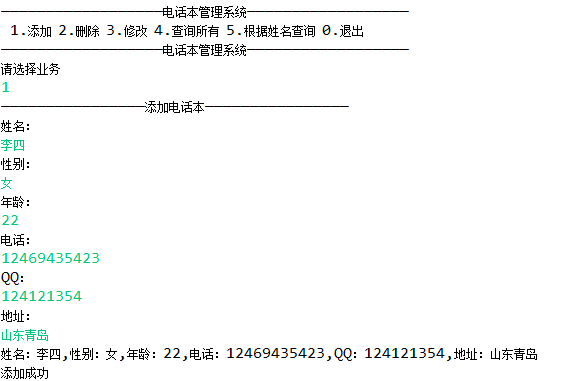 ————————————————电话本管理系统————————————————
1.添加 2.删除 3.修改 4.查询所有 5.根据姓名查询 0.退出
————————————————电话本管理系统————————————————
请选择业务
1
————————————————添加电话本————————————————
姓名：
李四
性别：
女
年龄：
22
电话：
12469435423
QQ：
124121354
地址：
山东青岛
姓名：李四,性别：女,年龄：22,电话：12469435423,QQ：124121354,地址：山东青岛
添加成功